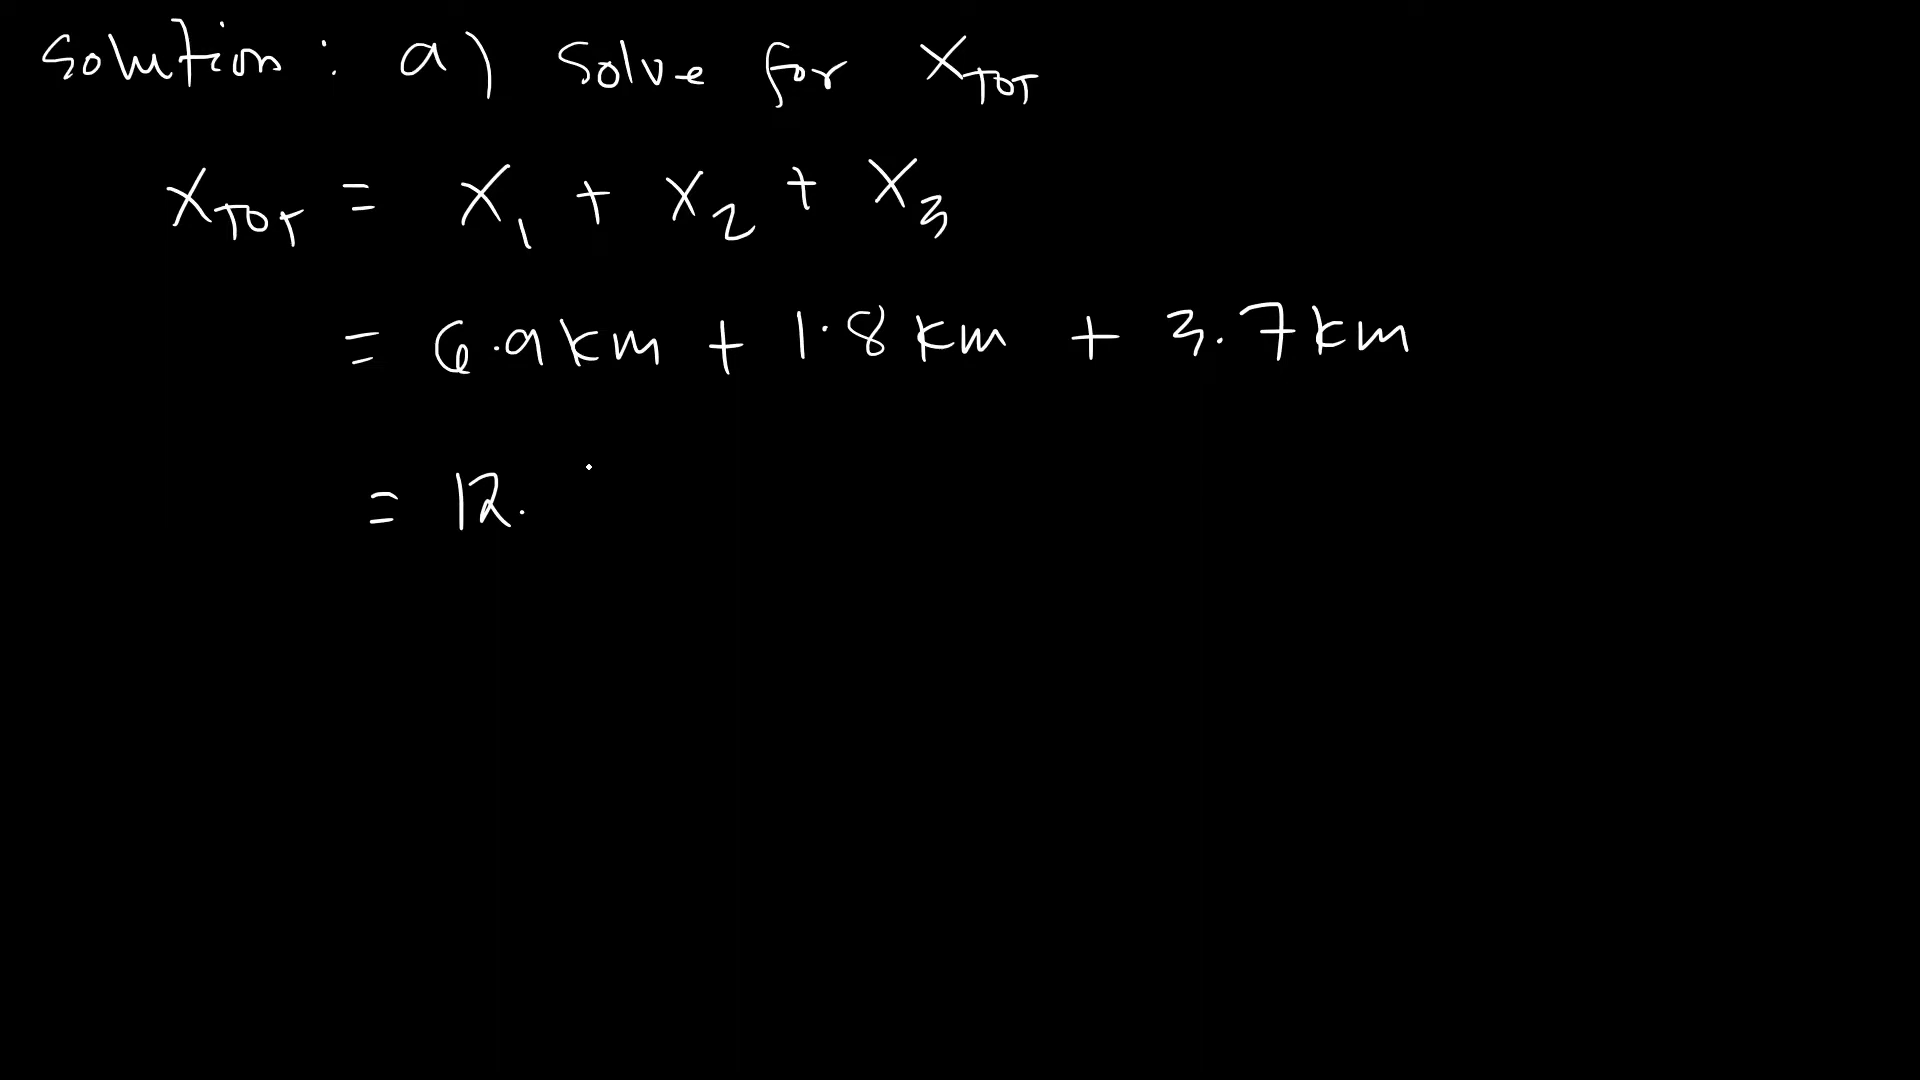 Solution : a) Solve for X_TOT
X_TOT = X_1 + X_2 + X_3
= 6.9km + 1.8km + 3.7km
= 12.